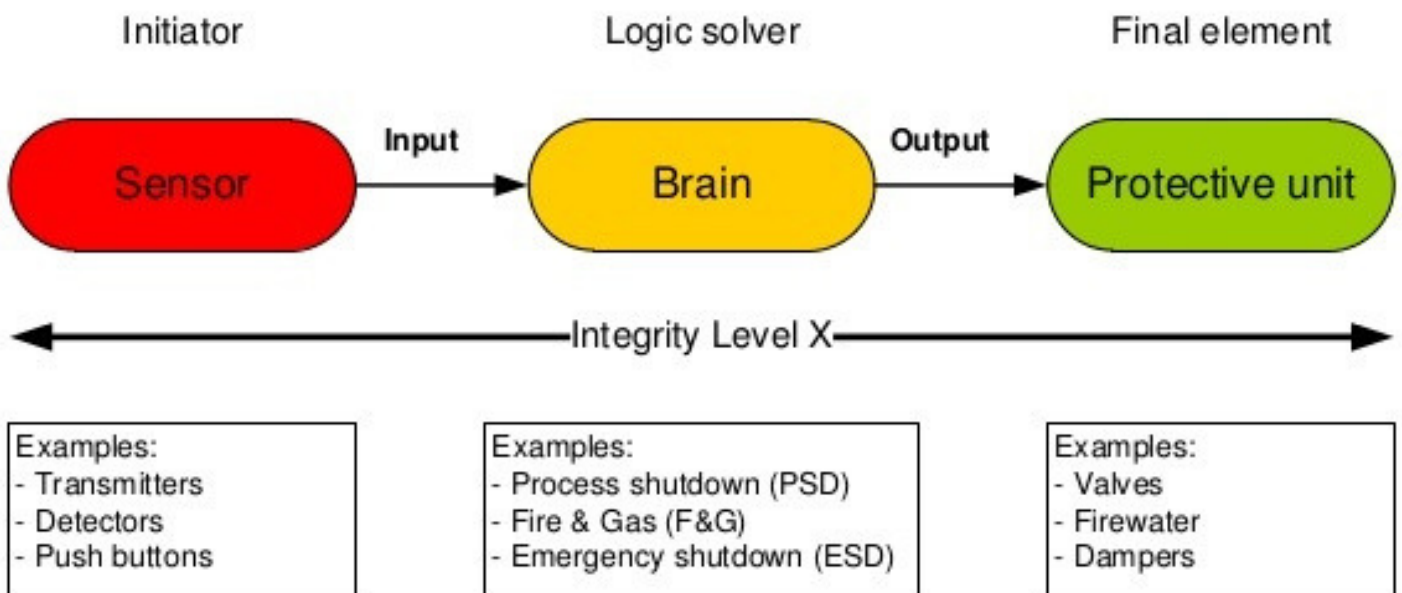 Initiator
Logic solver
Final element
Input
Output
Sensor
Brain
Protective unit
Integrity Level X
Examples:
- Transmitters
- Detectors
- Push buttons
Examples:
- Process shutdown (PSD)
- Fire & Gas (F&G)
- Emergency shutdown (ESD)
Examples:
- Valves
- Firewater
- Dampers